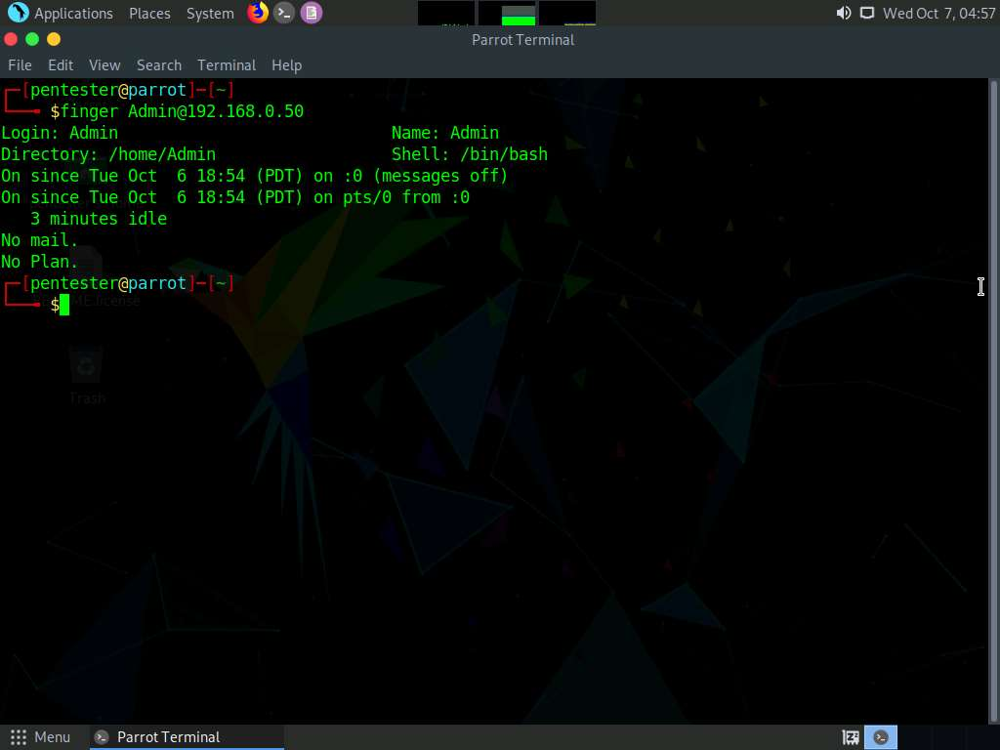 Applications Places System Wed Oct 7, 04:57
Parrot Terminal
File Edit View Search Terminal Help
┌─[pentester@parrot]─[~]
└──╼ $finger Admin@192.168.0.50
Login: Admin Name: Admin
Directory: /home/Admin Shell: /bin/bash
On since Tue Oct  6 18:54 (PDT) on :0 (messages off)
On since Tue Oct  6 18:54 (PDT) on pts/0 from :0
   3 minutes idle
No mail.
No Plan.
┌─[pentester@parrot]─[~]
└──╼ $
README.license
Trash
Menu Parrot Terminal